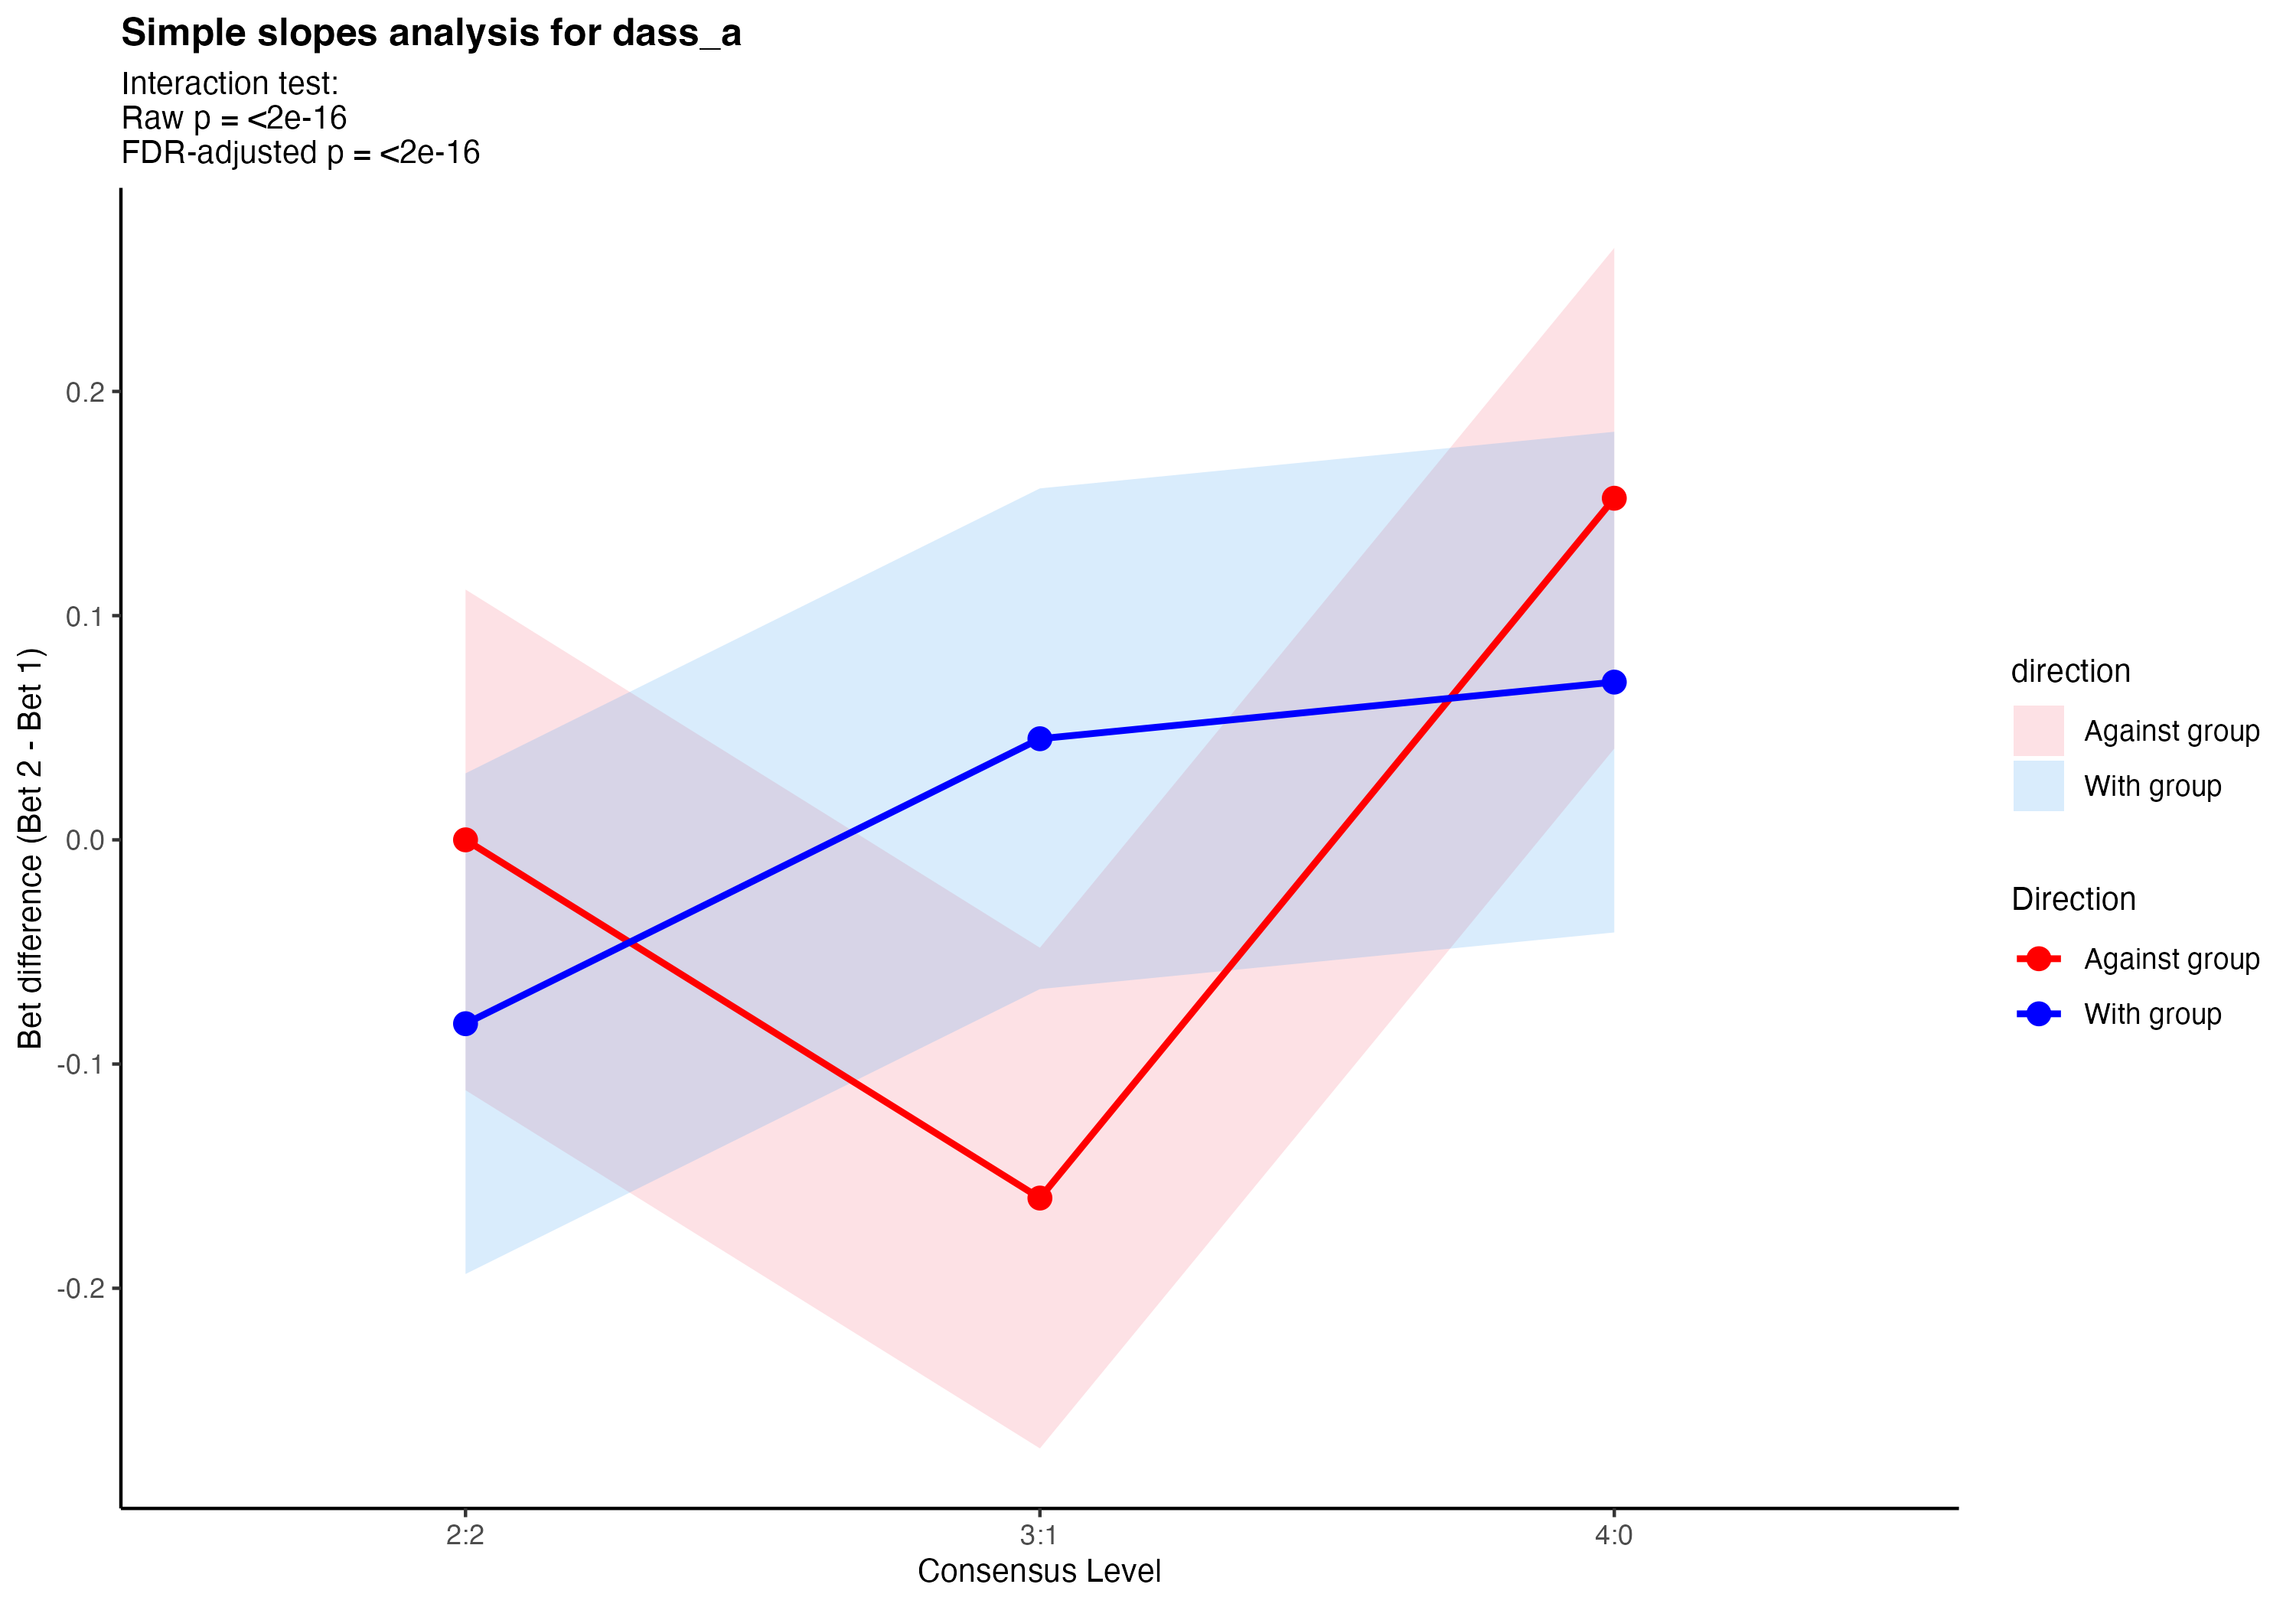 Simple slopes analysis for dass_a
Interaction test:
Raw p = <2e-16
FDR-adjusted p = <2e-16
Bet difference (Bet 2 - Bet 1)
0.2
0.1
0.0
-0.1
-0.2
2:2
3:1
4:0
Consensus Level
direction
Against group
With group
Direction
Against group
With group